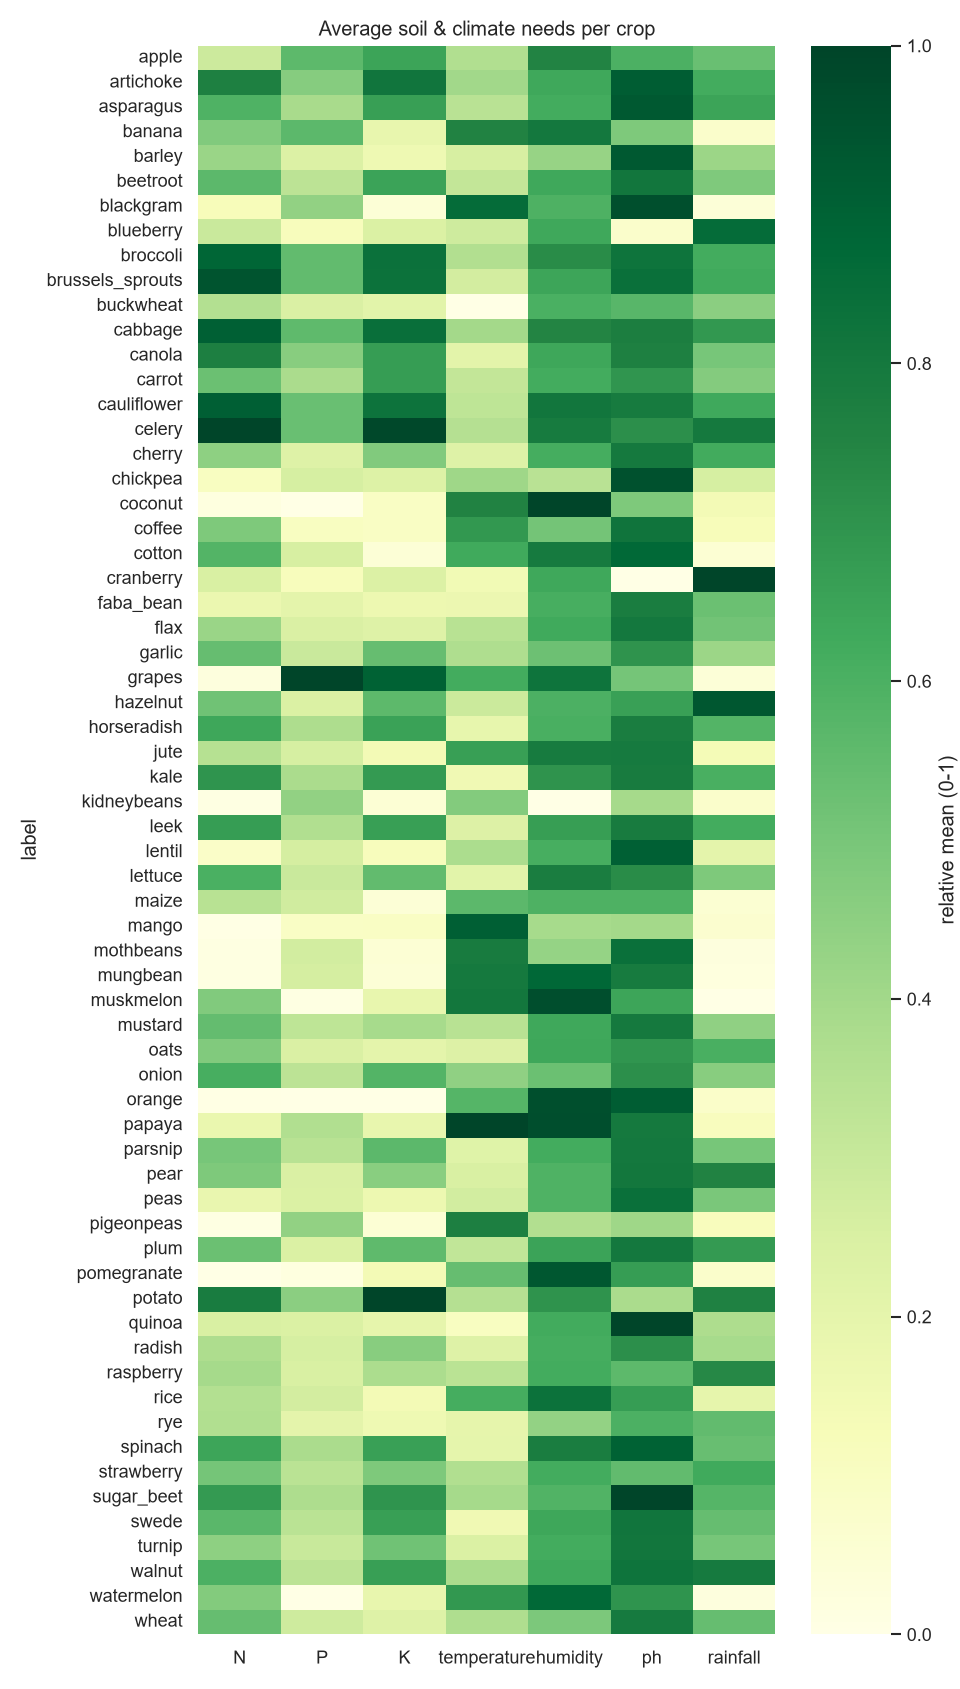 Average soil & climate needs per crop
apple
artichoke
asparagus
banana
barley
beetroot
blackgram
blueberry
broccoli
brussels_sprouts
buckwheat
cabbage
canola
carrot
cauliflower
celery
cherry
chickpea
coconut
coffee
cotton
cranberry
faba_bean
flax
garlic
grapes
hazelnut
horseradish
jute
kale
kidneybeans
leek
lentil
lettuce
maize
mango
mothbeans
mungbean
muskmelon
mustard
oats
onion
orange
papaya
parsnip
pear
peas
pigeonpeas
plum
pomegranate
potato
quinoa
radish
raspberry
rice
rye
spinach
strawberry
sugar_beet
swede
turnip
walnut
watermelon
wheat
label
N P K temperature humidity ph rainfall
1.0
0.8
0.6
0.4
0.2
0.0
relative mean (0-1)